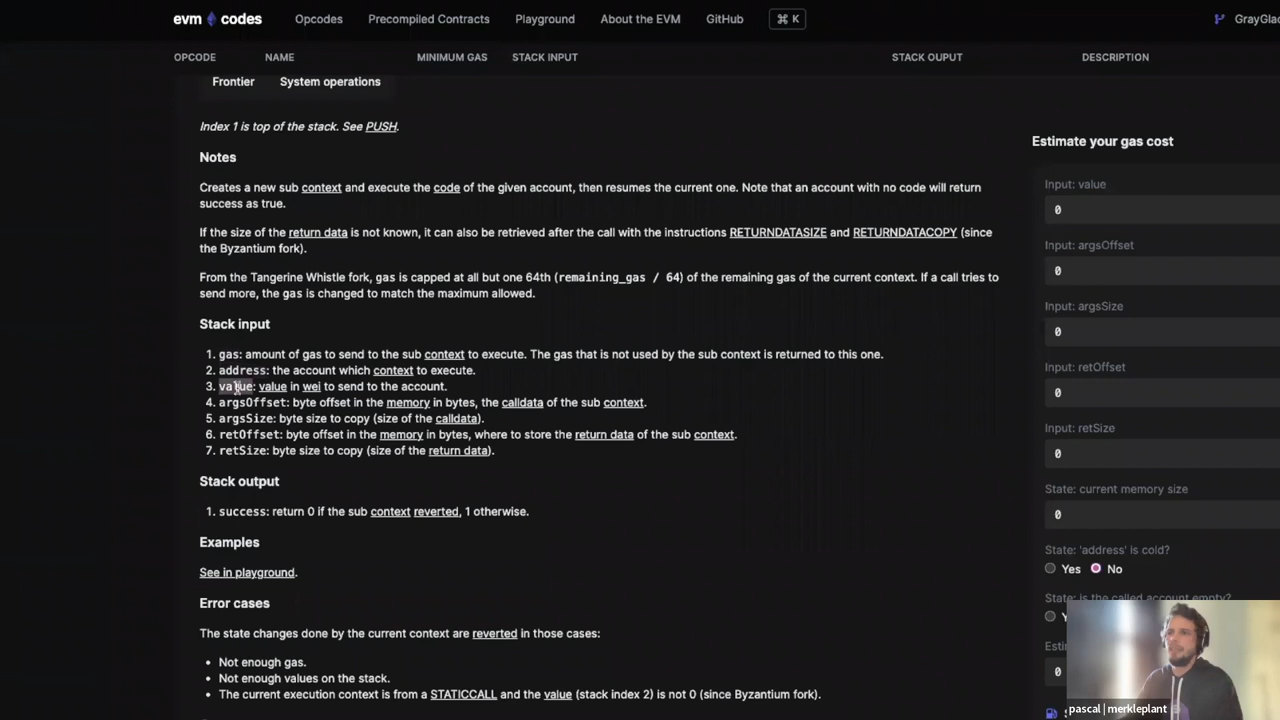 evm codes Opcodes Precompiled Contracts Playground About the EVM GitHub ⌘ K
OPCODE NAME MINIMUM GAS STACK INPUT STACK OUPUT DESCRIPTION
Frontier System operations
Index 1 is top of the stack. See PUSH.
Notes
Creates a new sub context and execute the code of the given account, then resumes the current one. Note that an account with no code will return
success as true.
If the size of the return data is not known, it can also be retrieved after the call with the instructions RETURNDATASIZE and RETURNDATACOPY (since
the Byzantium fork).
From the Tangerine Whistle fork, gas is capped at all but one 64th (remaining_gas / 64) of the remaining gas of the current context. If a call tries to
send more, the gas is changed to match the maximum allowed.
Stack input
1. gas: amount of gas to send to the sub context to execute. The gas that is not used by the sub context is returned to this one.
2. address: the account which context to execute.
3. value: value in wei to send to the account.
4. argsOffset: byte offset in the memory in bytes, the calldata of the sub context.
5. argsSize: byte size to copy (size of the calldata).
6. retOffset: byte offset in the memory in bytes, where to store the return data of the sub context.
7. retSize: byte size to copy (size of the return data).
Stack output
1. success: return 0 if the sub context reverted, 1 otherwise.
Examples
See in playground.
Error cases
The state changes done by the current context are reverted in those cases:
• Not enough gas.
• Not enough values on the stack.
• The current execution context is from a STATICCALL and the value (stack index 2) is not 0 (since Byzantium fork).
Estimate your gas cost
Input: value
0
Input: argsOffset
0
Input: argsSize
0
Input: retOffset
0
Input: retSize
0
State: current memory size
0
State: 'address' is cold?
Yes No
State: is the called account empty?
0
pascal | merkleplant